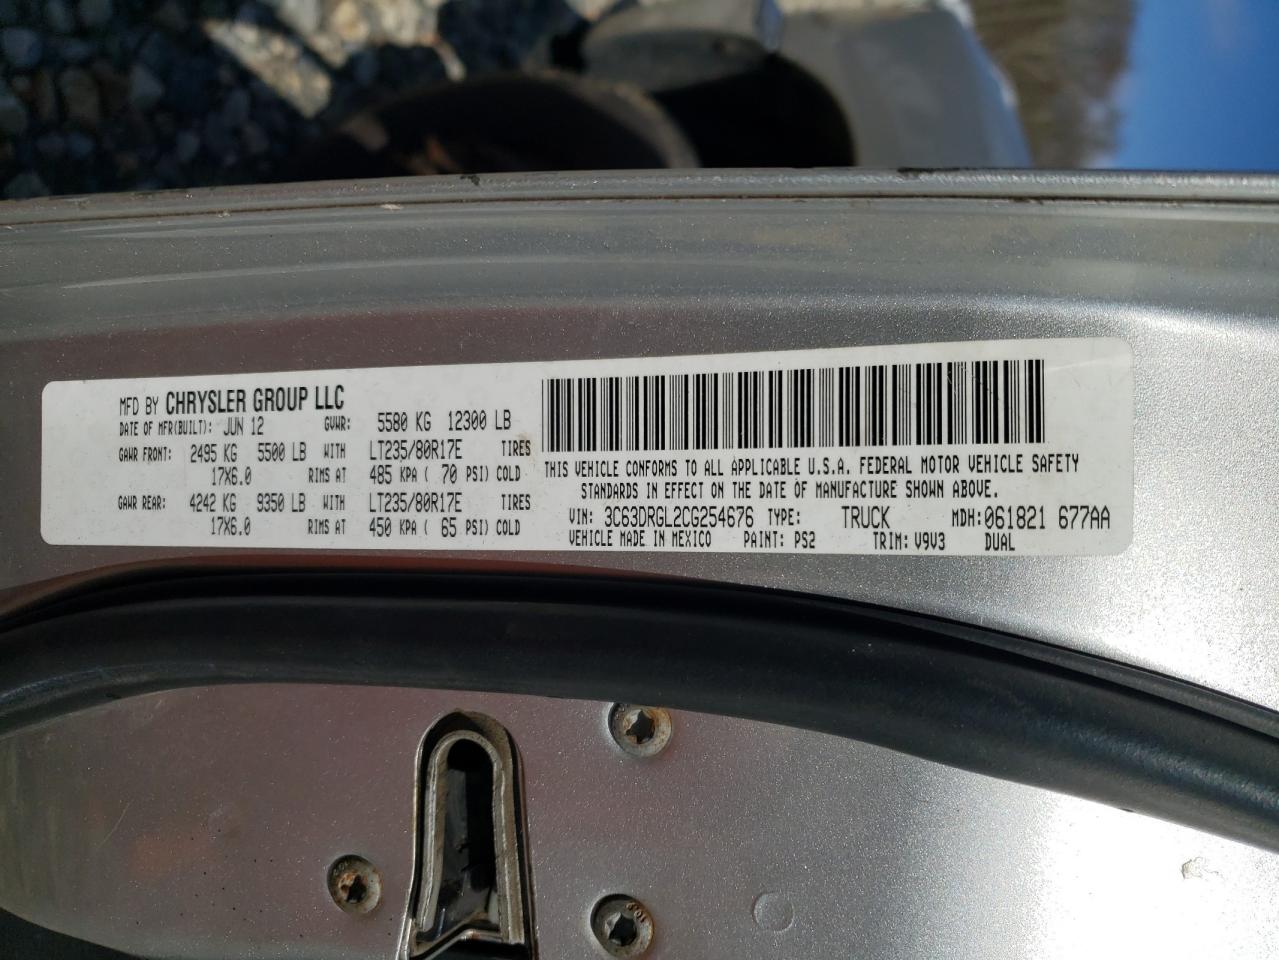 MFD BY CHRYSLER GROUP LLC
DATE OF MFR(BUILT): JUN 12 GVWR: 5580 KG 12300 LB
GAWR FRONT: 2495 KG 5500 LB WITH LT235/80R17E TIRES
17X6.0 RIMS AT 485 KPA ( 70 PSI) COLD
GAWR REAR: 4242 KG 9350 LB WITH LT235/80R17E TIRES
17X6.0 RIMS AT 450 KPA ( 65 PSI) COLD
THIS VEHICLE CONFORMS TO ALL APPLICABLE U.S.A. FEDERAL MOTOR VEHICLE SAFETY
STANDARDS IN EFFECT ON THE DATE OF MANUFACTURE SHOWN ABOVE.
VIN: 3C63DRGL2CG254676 TYPE: TRUCK MDH: 061821 677AA
VEHICLE MADE IN MEXICO PAINT: PS2 TRIM: V9V3 DUAL